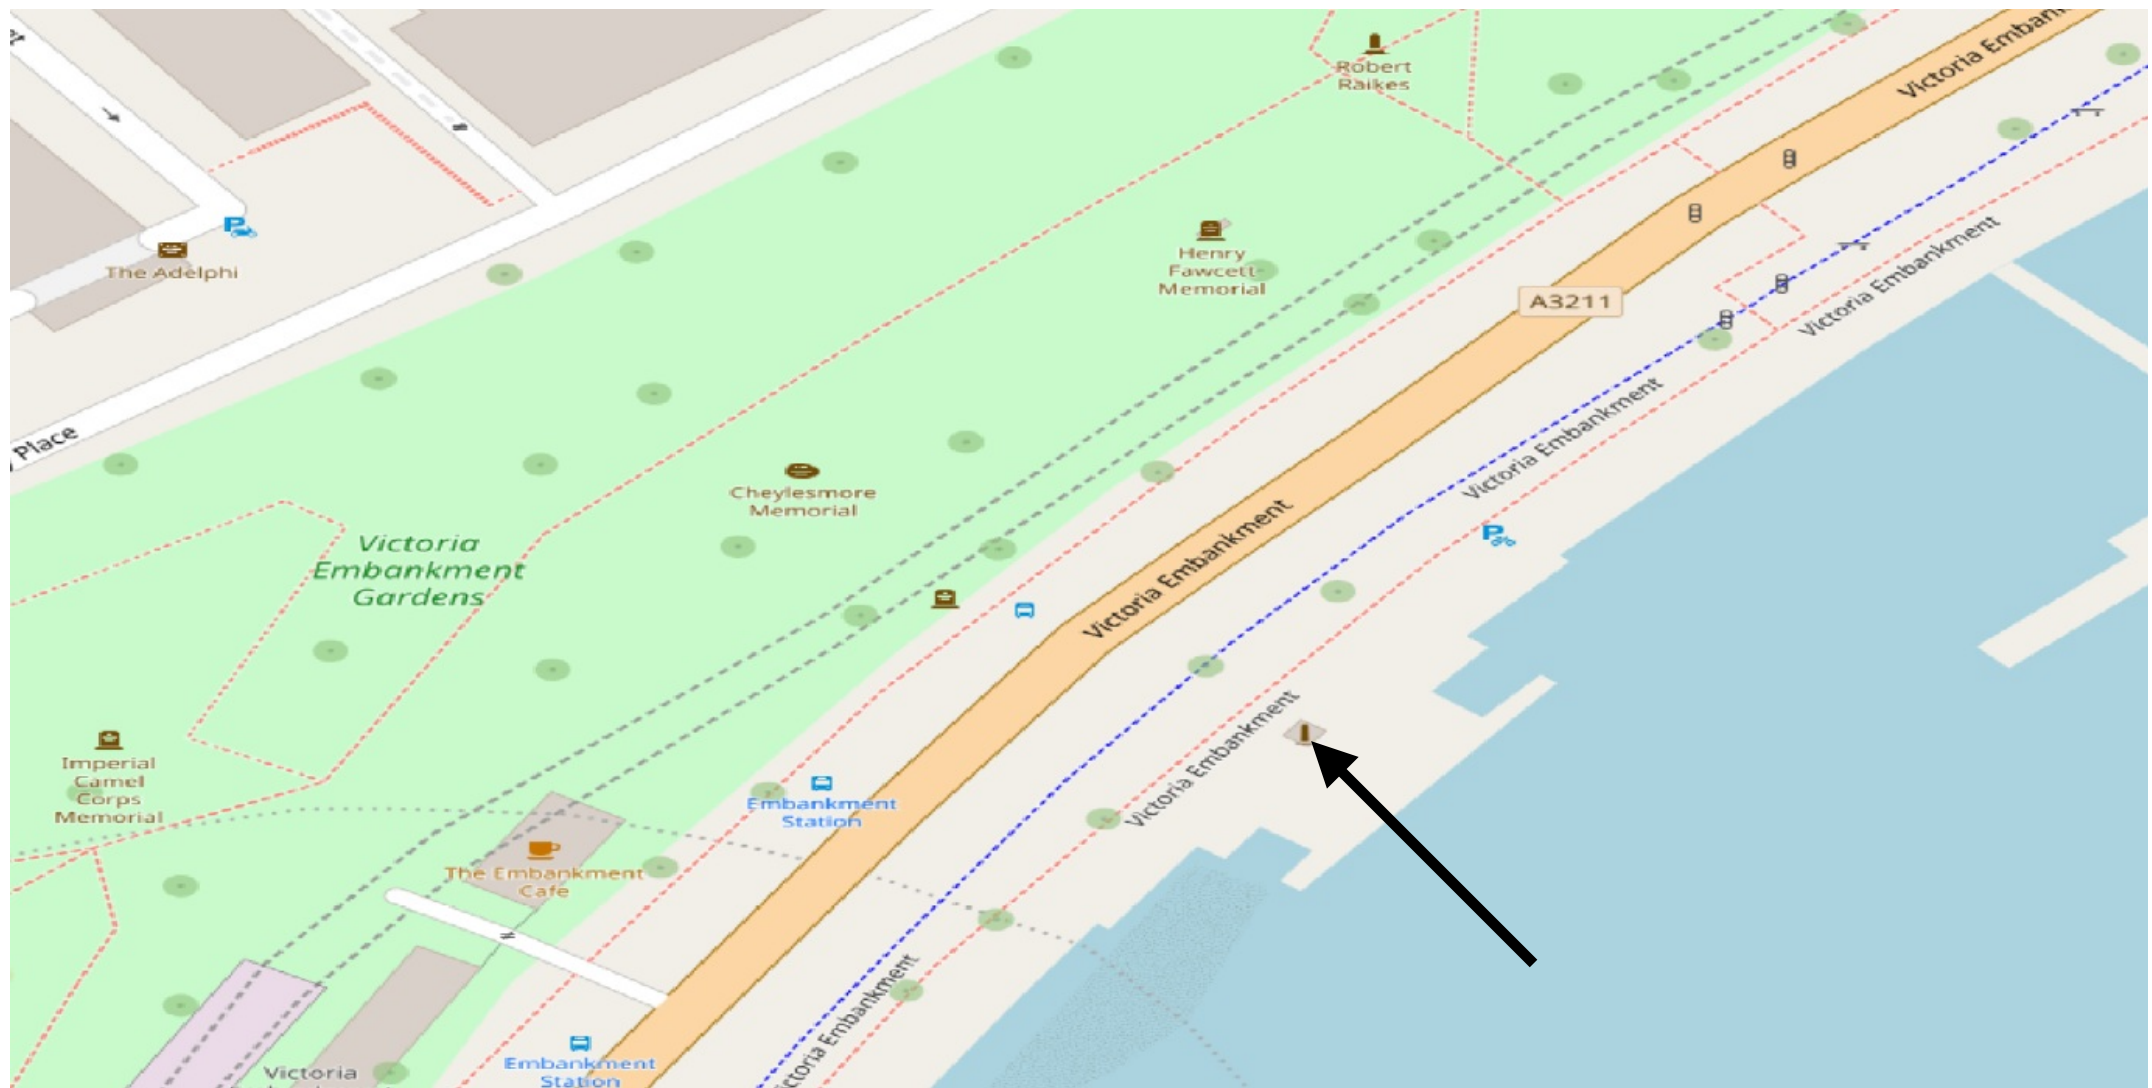 Robert
Raikes
Victoria Embankment
The Adelphi
Henry
Fawcett
Memorial
A3211
Victoria Embankment
Place
Victoria Embankment
Cheylesmore
Memorial
Victoria
Embankment
Gardens
Victoria Embankment
Victoria Embankment
Imperial
Camel
Corps
Memorial
Embankment
Station
The Embankment
Cafe
Victoria Embankment
Victoria
Embankment
Station